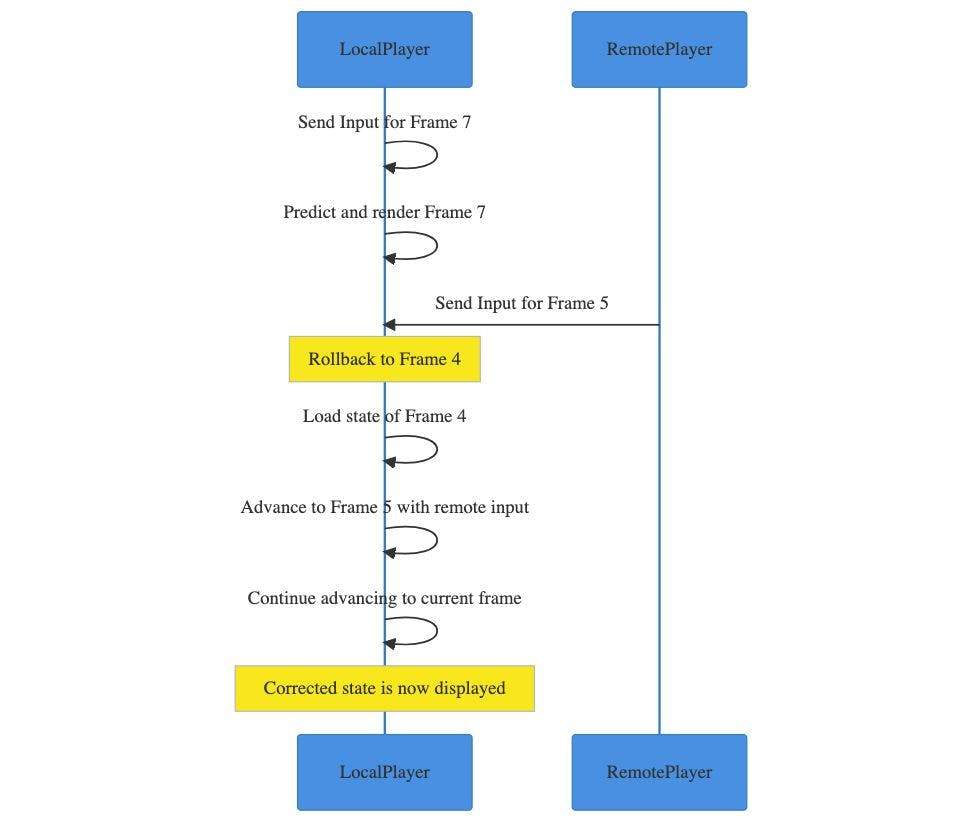 LocalPlayer
RemotePlayer
Send Input for Frame 7
Predict and render Frame 7
Send Input for Frame 5
Rollback to Frame 4
Load state of Frame 4
Advance to Frame 5 with remote input
Continue advancing to current frame
Corrected state is now displayed
LocalPlayer
RemotePlayer